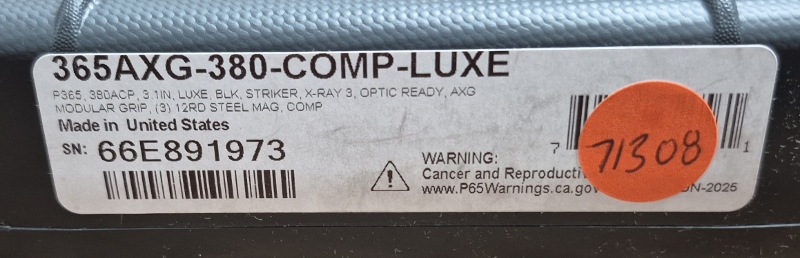 365AXG-380-COMP-LUXE
P365, 380ACP, 3.1IN, LUXE, BLK, STRIKER, X-RAY 3, OPTIC READY, AXG
MODULAR GRIP, (3) 12RD STEEL MAG, COMP
Made in United States
SN: 66E891973
WARNING:
Cancer and Reproducti
www.P65Warnings.ca.gov
7 1
71308
ON-2025